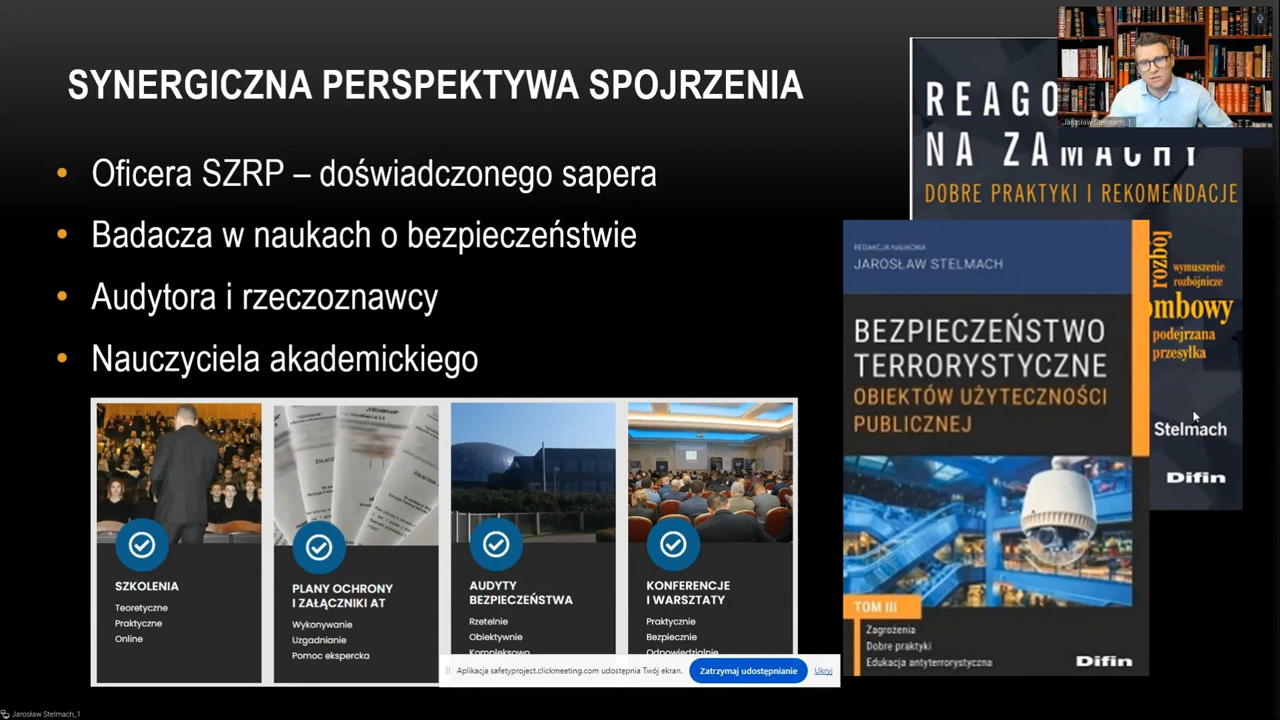 SYNERGICZNA PERSPEKTYWA SPOJRZENIA
• Oficera SZRP – doświadczonego sapera
• Badacza w naukach o bezpieczeństwie
• Audytora i rzeczoznawcy
• Nauczyciela akademickiego
SZKOLENIA
Teoretyczne
Praktyczne
Online
PLANY OCHRONY
I ZAŁĄCZNIKI AT
Wykonywanie
Uzgadnianie
Pomoc ekspercka
AUDYTY
BEZPIECZEŃSTWA
Rzetelnie
Obiektywnie
Kompleksowo
KONFERENCJE
I WARSZTATY
Praktycznie
Bezpiecznie
Odpowiedzialnie
Aplikacja safetyproject.clickmeeting.com udostępnia Twój ekran.
Zatrzymaj udostępnianie
Ukryj
Jarosław Stelmach_1
REAGO
NA ZAMACHY
DOBRE PRAKTYKI I REKOMENDACJE
rozbój
wymuszenie
rozbójnicze
ombowy
podejrzana
przesyłka
Stelmach
Difin
REDAKCJA NAUKOWA
JAROSŁAW STELMACH
BEZPIECZEŃSTWO
TERRORYSTYCZNE
OBIEKTÓW UŻYTECZNOŚCI
PUBLICZNEJ
TOM III
Zagrożenia
Dobre praktyki
Edukacja antyterrorystyczna
Difin
Jarosław Stelmach_1